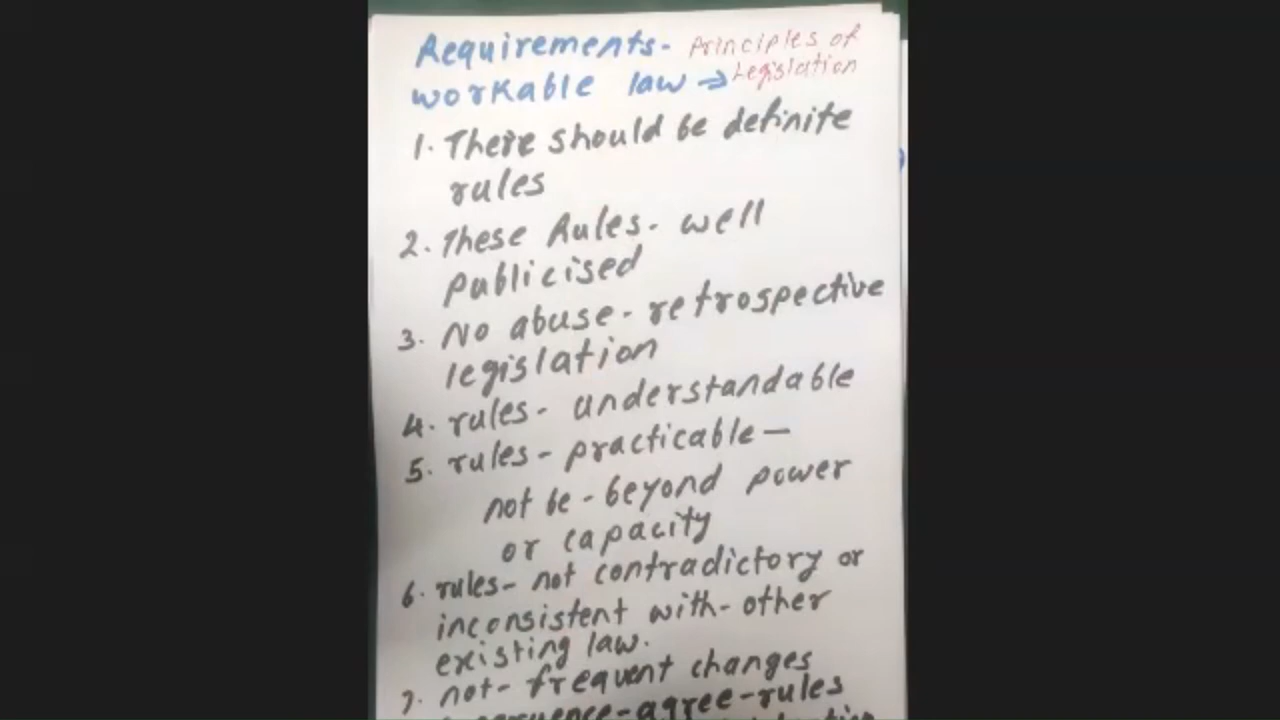 Requirements- Principles of
workable law → Legislation
1. There should be definite
rules
2. These Rules- well
publicised
3. No abuse- retrospective
legislation
4. rules- understandable
5. rules- practicable-
not be- beyond power
or capacity
6. rules- not contradictory or
inconsistent with- other
existing law.
7. not- frequent changes
agree-rules